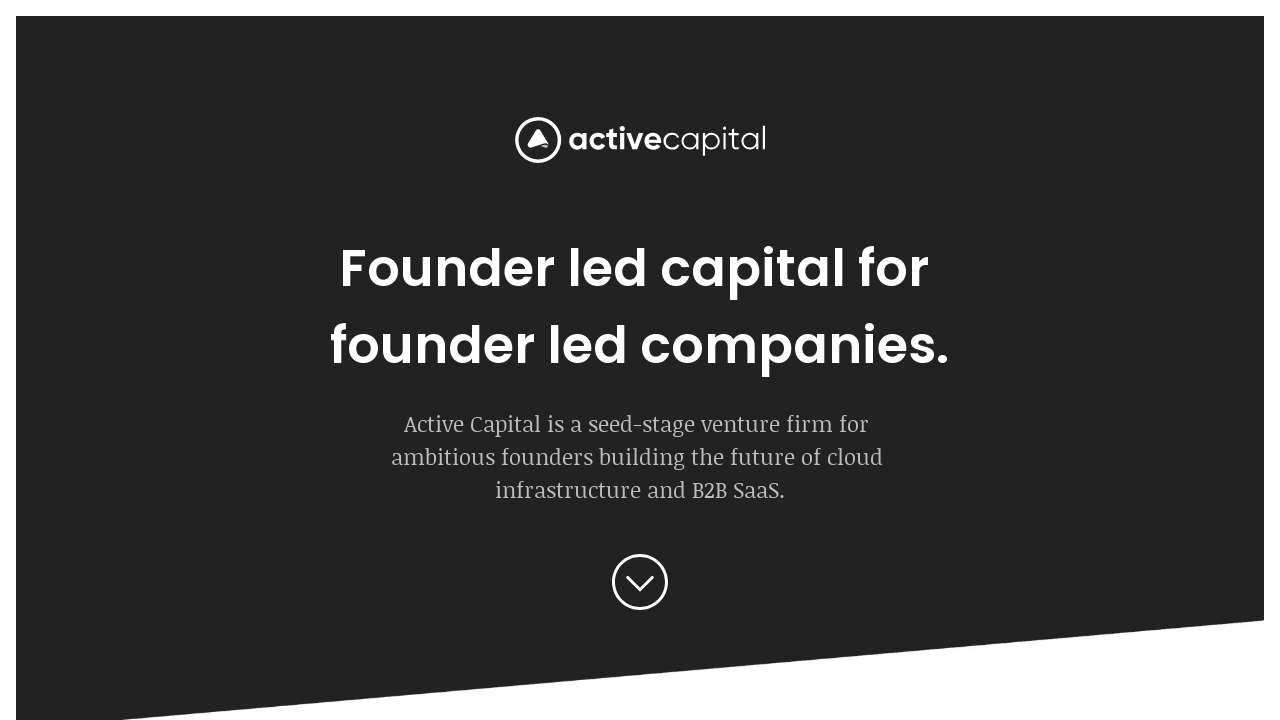 activecapital
Founder led capital for
founder led companies.
Active Capital is a seed-stage venture firm for
ambitious founders building the future of cloud
infrastructure and B2B SaaS.